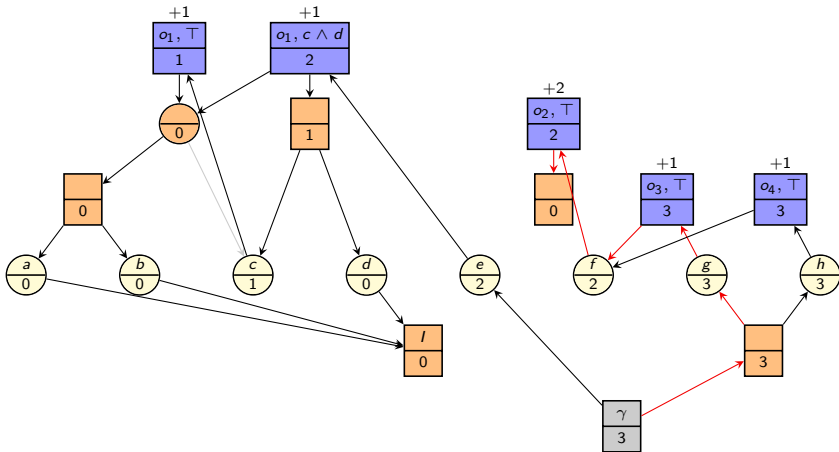 +1 +1
o₁, ⊤ o₁, c ∧ d
1 2
+2
o₂, ⊤
0 1 2
+1 +1
o₃, ⊤ o₄, ⊤
0 0 3 3
a b c d e f g h
0 0 1 0 2 2 3 3
I
0 3
γ
3